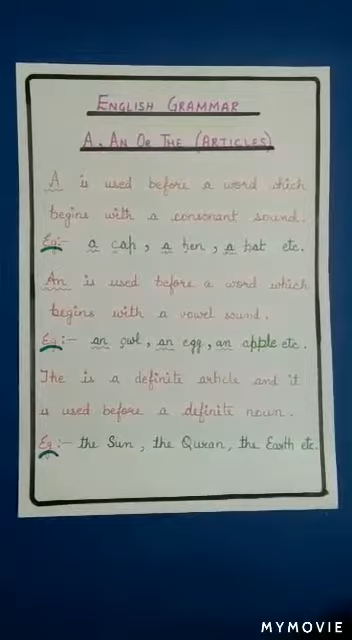 ENGLISH GRAMMAR
A, AN OR THE (ARTICLES)
A is used before a word which
begins with a consonant sound.
Eg:- a cap, a hen, a bat etc.
An is used before a word which
begins with a vowel sound.
Eg:- an owl, an egg, an apple etc.
The is a definite article and it
is used before a definite noun.
Eg:- the Sun, the Quran, the Earth etc.
MYMOVIE